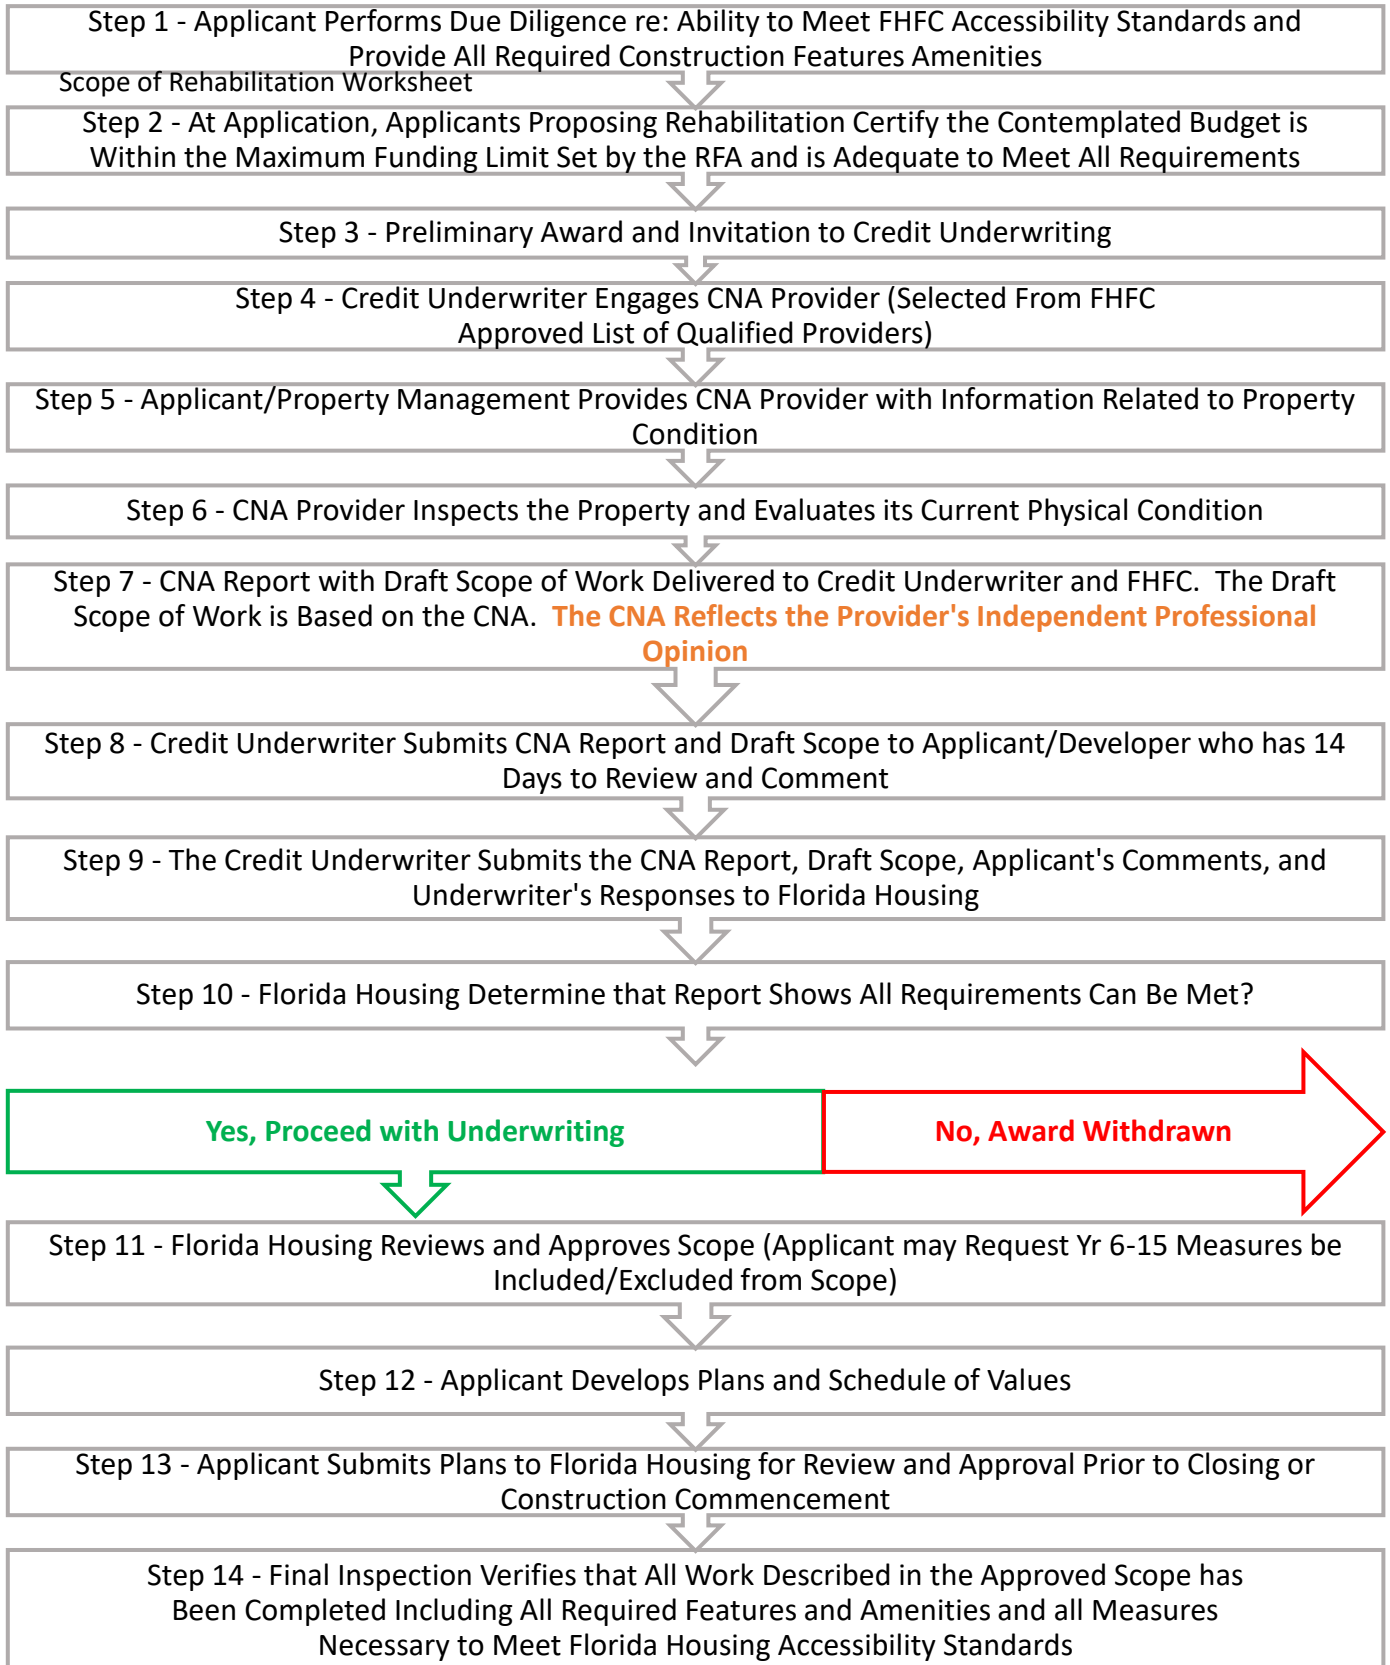 Step 1 - Applicant Performs Due Diligence re: Ability to Meet FHFC Accessibility Standards and
Provide All Required Construction Features Amenities
Scope of Rehabilitation Worksheet
Step 2 - At Application, Applicants Proposing Rehabilitation Certify the Contemplated Budget is
Within the Maximum Funding Limit Set by the RFA and is Adequate to Meet All Requirements
Step 3 - Preliminary Award and Invitation to Credit Underwriting
Step 4 - Credit Underwriter Engages CNA Provider (Selected From FHFC
Approved List of Qualified Providers)
Step 5 - Applicant/Property Management Provides CNA Provider with Information Related to Property
Condition
Step 6 - CNA Provider Inspects the Property and Evaluates its Current Physical Condition
Step 7 - CNA Report with Draft Scope of Work Delivered to Credit Underwriter and FHFC.  The Draft
Scope of Work is Based on the CNA.  The CNA Reflects the Provider's Independent Professional
Opinion
Step 8 - Credit Underwriter Submits CNA Report and Draft Scope to Applicant/Developer who has 14
Days to Review and Comment
Step 9 - The Credit Underwriter Submits the CNA Report, Draft Scope, Applicant's Comments, and
Underwriter's Responses to Florida Housing
Step 10 - Florida Housing Determine that Report Shows All Requirements Can Be Met?
Yes, Proceed with Underwriting
No, Award Withdrawn
Step 11 - Florida Housing Reviews and Approves Scope (Applicant may Request Yr 6-15 Measures be
Included/Excluded from Scope)
Step 12 - Applicant Develops Plans and Schedule of Values
Step 13 - Applicant Submits Plans to Florida Housing for Review and Approval Prior to Closing or
Construction Commencement
Step 14 - Final Inspection Verifies that All Work Described in the Approved Scope has
Been Completed Including All Required Features and Amenities and all Measures
Necessary to Meet Florida Housing Accessibility Standards